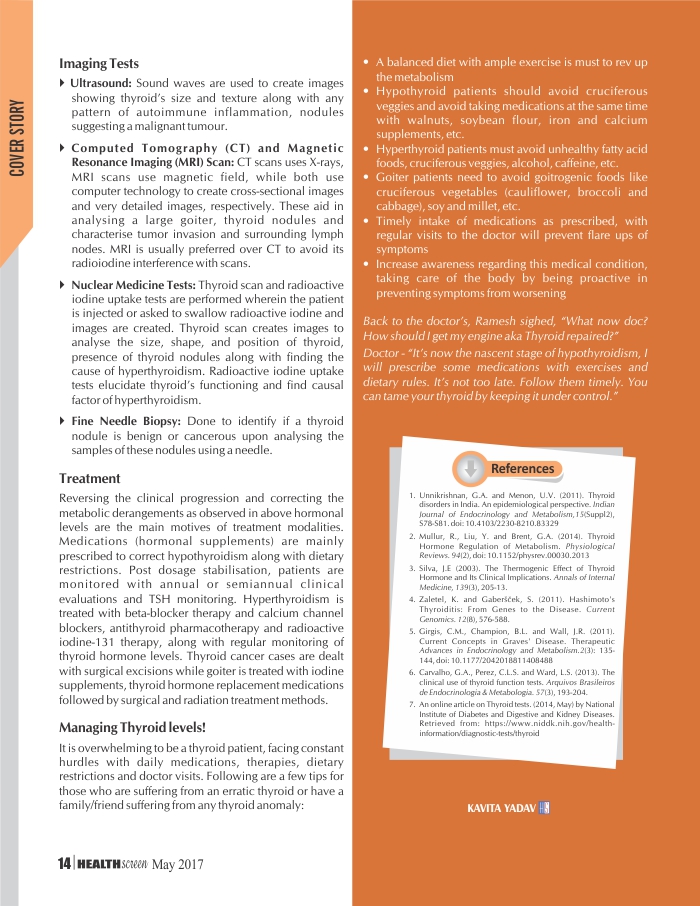 COVER STORY
Imaging Tests
Ultrasound: Sound waves are used to create images
showing thyroid's size and texture along with any
pattern of autoimmune inflammation, nodules
suggesting a malignant tumour.
Computed Tomography (CT) and Magnetic
Resonance Imaging (MRI) Scan: CT scans uses X-rays,
MRI scans use magnetic field, while both use
computer technology to create cross-sectional images
and very detailed images, respectively. These aid in
analysing a large goiter, thyroid nodules and
characterise tumor invasion and surrounding lymph
nodes. MRI is usually preferred over CT to avoid its
radioiodine interference with scans.
Nuclear Medicine Tests: Thyroid scan and radioactive
iodine uptake tests are performed wherein the patient
is injected or asked to swallow radioactive iodine and
images are created. Thyroid scan creates images to
analyse the size, shape, and position of thyroid,
presence of thyroid nodules along with finding the
cause of hyperthyroidism. Radioactive iodine uptake
tests elucidate thyroid's functioning and find causal
factor of hyperthyroidism.
Fine Needle Biopsy: Done to identify if a thyroid
nodule is benign or cancerous upon analysing the
samples of these nodules using a needle.
Treatment
Reversing the clinical progression and correcting the
metabolic derangements as observed in above hormonal
levels are the main motives of treatment modalities.
Medications (hormonal supplements) are mainly
prescribed to correct hypothyroidism along with dietary
restrictions. Post dosage stabilisation, patients are
monitored with annual or semiannual clinical
evaluations and TSH monitoring. Hyperthyroidism is
treated with beta-blocker therapy and calcium channel
blockers, antithyroid pharmacotherapy and radioactive
iodine-131 therapy, along with regular monitoring of
thyroid hormone levels. Thyroid cancer cases are dealt
with surgical excisions while goiter is treated with iodine
supplements, thyroid hormone replacement medications
followed by surgical and radiation treatment methods.
Managing Thyroid levels!
It is overwhelming to be a thyroid patient, facing constant
hurdles with daily medications, therapies, dietary
restrictions and doctor visits. Following are a few tips for
those who are suffering from an erratic thyroid or have a
family/friend suffering from any thyroid anomaly:
• A balanced diet with ample exercise is must to rev up
the metabolism
• Hypothyroid patients should avoid cruciferous
veggies and avoid taking medications at the same time
with walnuts, soybean flour, iron and calcium
supplements, etc.
• Hyperthyroid patients must avoid unhealthy fatty acid
foods, cruciferous veggies, alcohol, caffeine, etc.
• Goiter patients need to avoid goitrogenic foods like
cruciferous vegetables (cauliflower, broccoli and
cabbage), soy and millet, etc.
• Timely intake of medications as prescribed, with
regular visits to the doctor will prevent flare ups of
symptoms
• Increase awareness regarding this medical condition,
taking care of the body by being proactive in
preventing symptoms from worsening
Back to the doctor's, Ramesh sighed, "What now doc?
How should I get my engine aka Thyroid repaired?"
Doctor - "It's now the nascent stage of hypothyroidism, I
will prescribe some medications with exercises and
dietary rules. It's not too late. Follow them timely. You
can tame your thyroid by keeping it under control."
References
1. Unnikrishnan, G.A. and Menon, U.V. (2011). Thyroid
disorders in India. An epidemiological perspective. Indian
Journal of Endocrinology and Metabolism,15(Suppl2),
S78-S81. doi: 10.4103/2230-8210.83329
2. Mullur, R., Liu, Y. and Brent, G.A. (2014). Thyroid
Hormone Regulation of Metabolism. Physiological
Reviews. 94(2), doi: 10.1152/physrev.00030.2013
3. Silva, J.E (2003). The Thermogenic Effect of Thyroid
Hormone and Its Clinical Implications. Annals of Internal
Medicine, 139(3), 205-13.
4. Zaletel, K. and Gaberšček, S. (2011). Hashimoto's
Thyroiditis: From Genes to the Disease. Current
Genomics. 12(8), 576-588.
5. Girgis, C.M., Champion, B.L. and Wall, J.R. (2011).
Current Concepts in Graves' Disease. Therapeutic
Advances in Endocrinology and Metabolism.2(3): 135-
144, doi: 10.1177/2042018811408488
6. Carvalho, G.A., Perez, C.L.S. and Ward, L.S. (2013). The
clinical use of thyroid function tests. Arquivos Brasileiros
de Endocrinologia & Metabologia. 57(3), 193-204.
7. An online article on Thyroid tests. (2014, May) by National
Institute of Diabetes and Digestive and Kidney Diseases.
Retrieved from: https://www.niddk.nih.gov/health-
information/diagnostic-tests/thyroid
KAVITA YADAV
14 HEALTHscreen May 2017